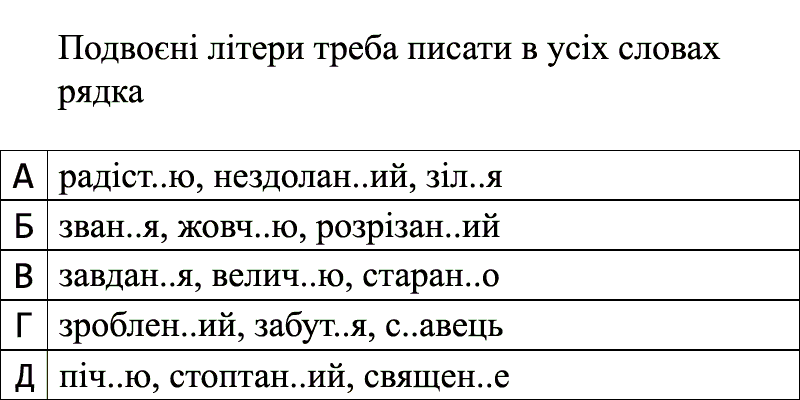 Подвоєні літери треба писати в усіх словах
рядка
А радіст..ю, нездолан..ий, зіл..я
Б зван..я, жовч..ю, розрізан..ий
В завдан..я, велич..ю, старан..о
Г зроблен..ий, забут..я, с..авець
Д піч..ю, стоптан..ий, священ..е